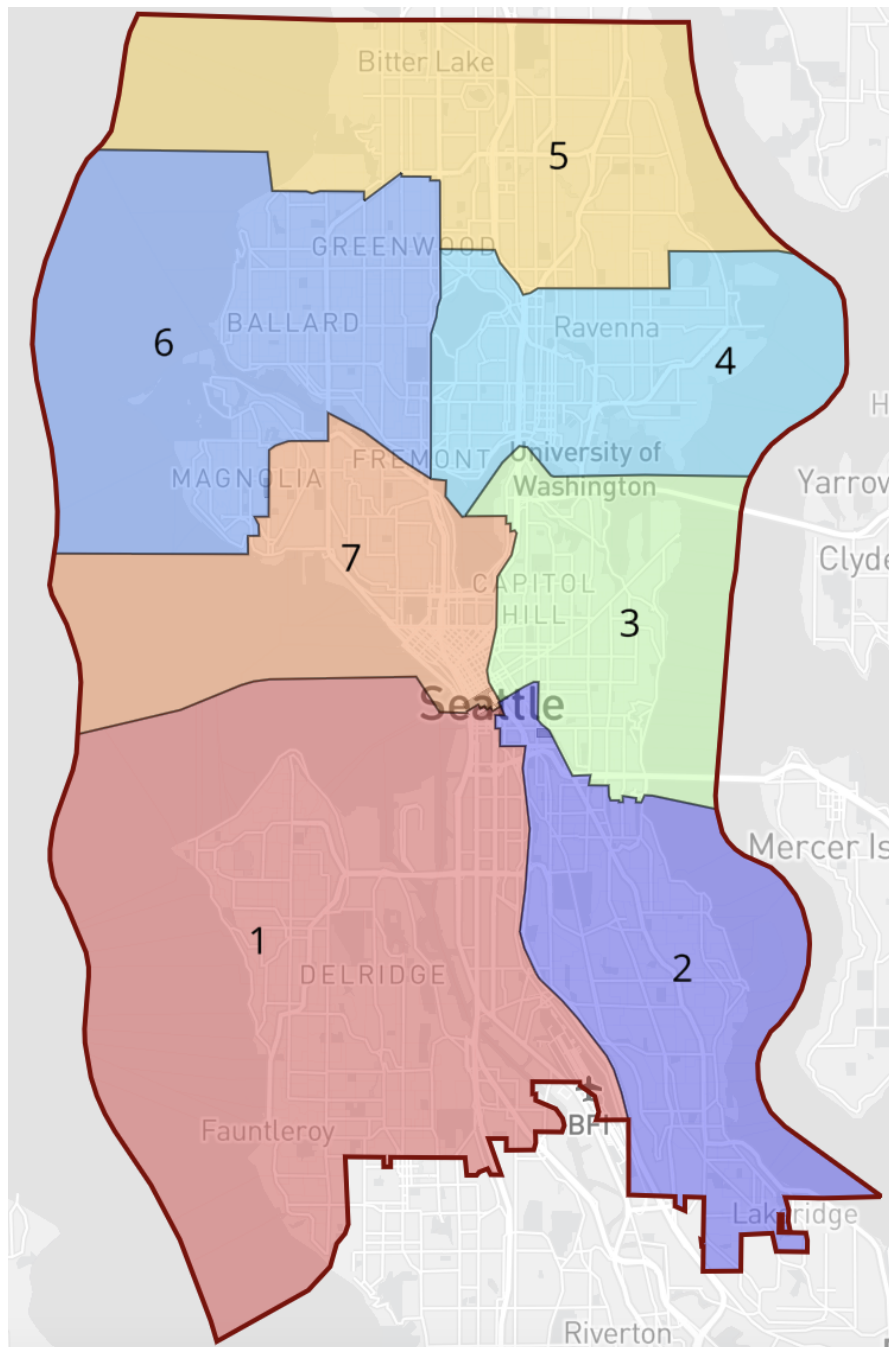 Bitter Lake
5
GREENWOOD
BALLARD
Ravenna
6
4
H
FREMONT
University of
Washington
MAGNOLIA
Yarrov
7
Clyde
CAPITOL
HILL
3
Seattle
Mercer Is
1
2
DELRIDGE
BFI
Fauntleroy
Lakeridge
Riverton